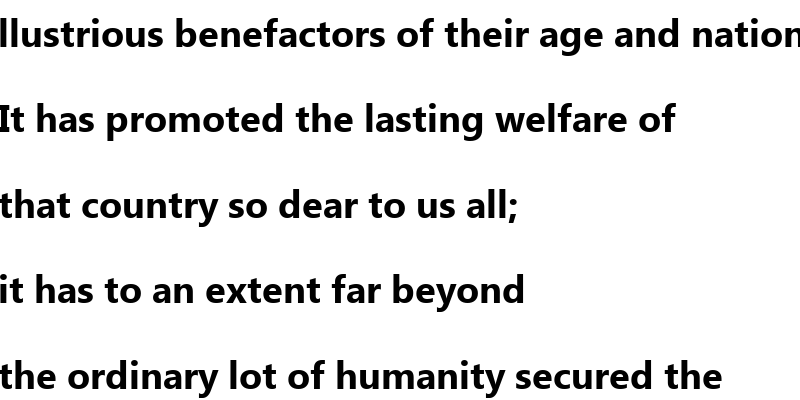 llustrious benefactors of their age and nation
It has promoted the lasting welfare of
that country so dear to us all;
it has to an extent far beyond
the ordinary lot of humanity secured the